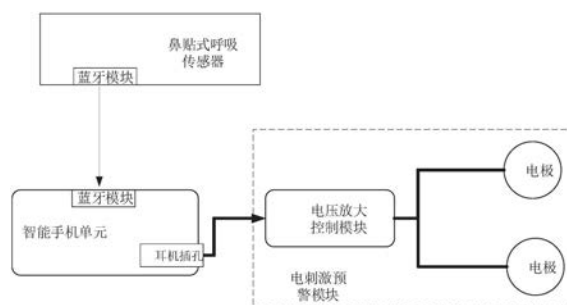 鼻贴式呼吸
传感器
蓝牙模块
蓝牙模块
智能手机单元
耳机插孔
电压放大
控制模块
电极
电极
电刺激预
警模块